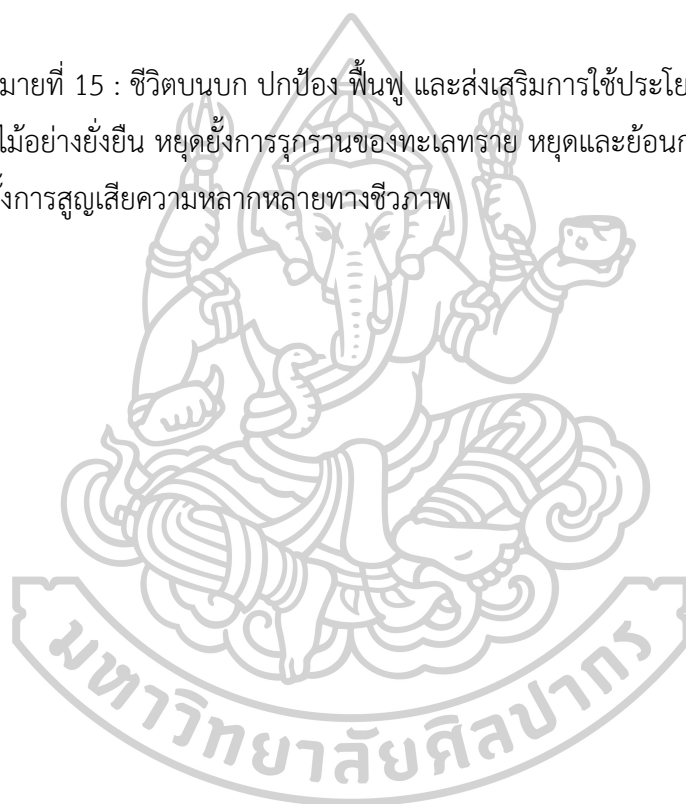 มายที่ 15 : ชีวิตบนบก ปกป้อง ฟื้นฟู และส่งเสริมการใช้ประโย
ไม้อย่างยั่งยืน หยุดยั้งการรุกรานของทะเลทราย หยุดและย้อนก
ั้งการสูญเสียความหลากหลายทางชีวภาพ
มหาวิทยาลัยศิลปากร